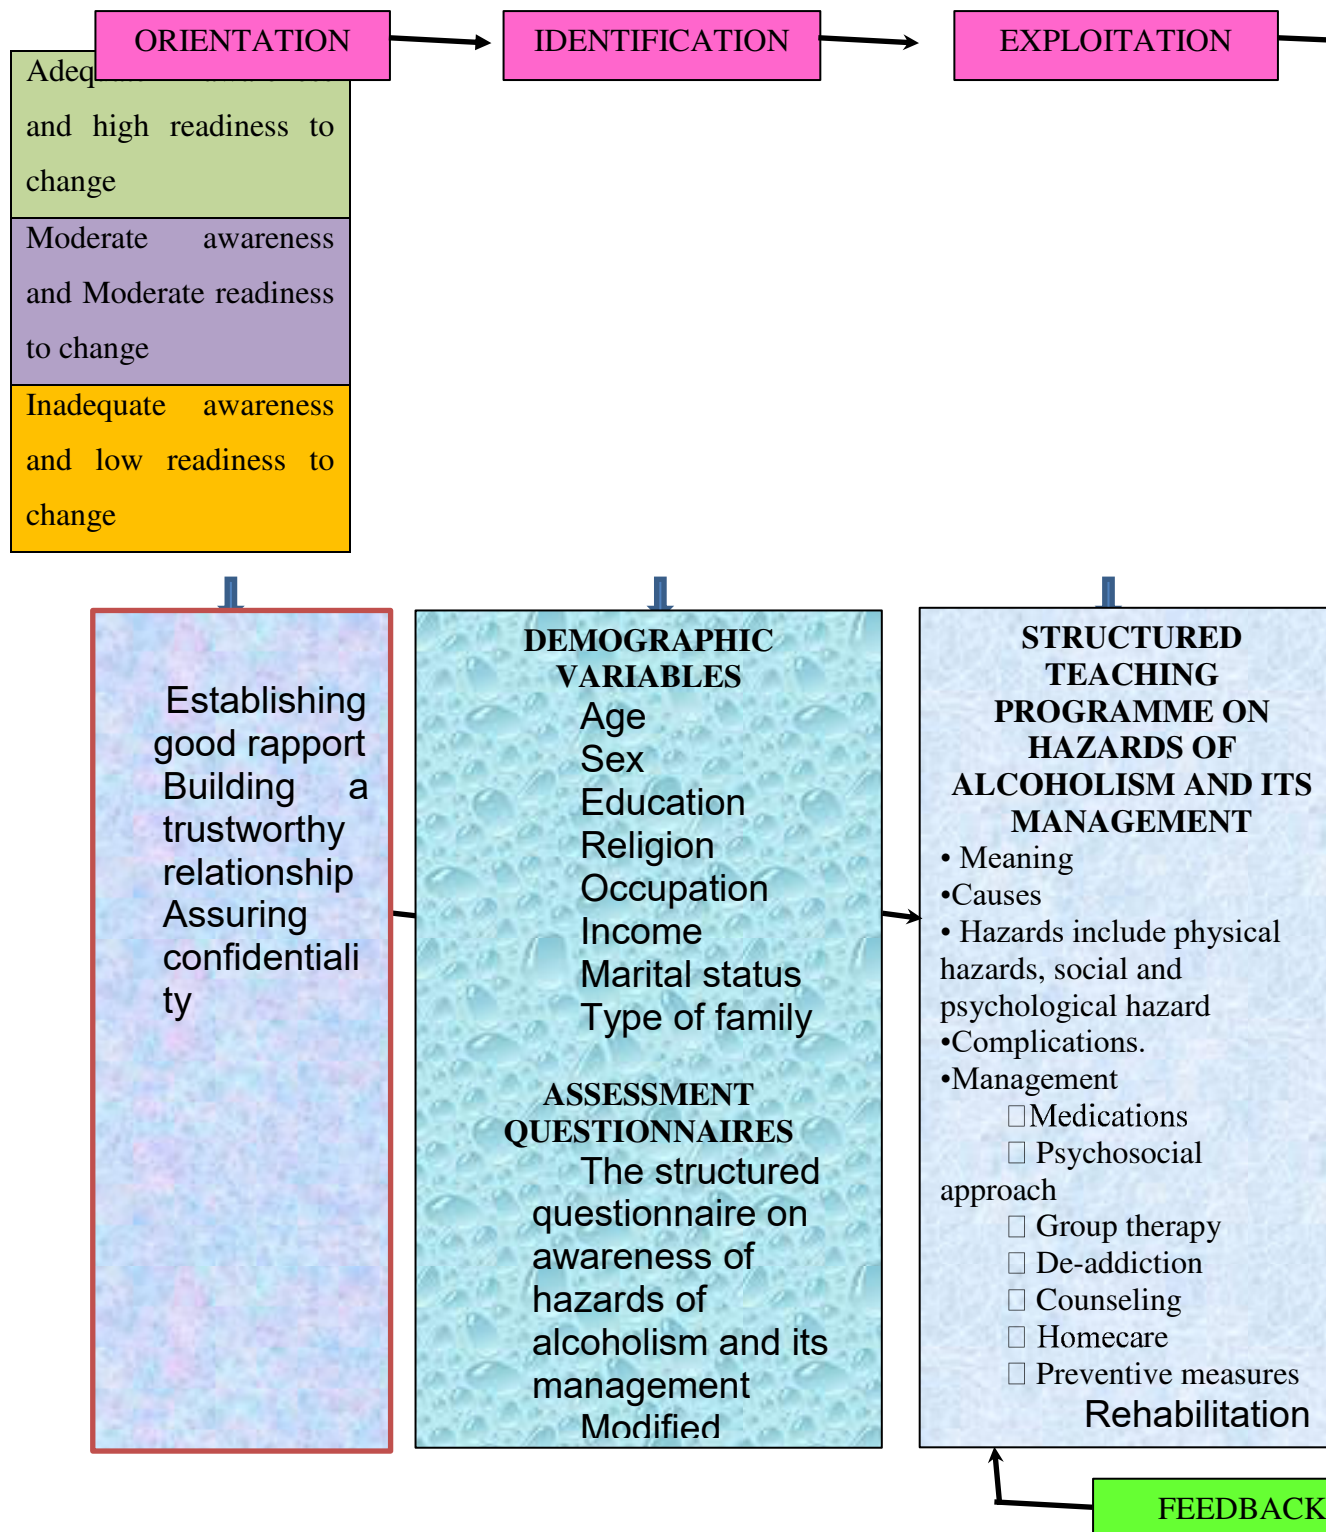 ORIENTATION
IDENTIFICATION
EXPLOITATION
and high readiness to
change
Moderate awareness
and Moderate readiness
to change
Inadequate awareness
and low readiness to
change
Establishing
good rapport
Building a
trustworthy
relationship
Assuring
confidentiali
ty
DEMOGRAPHIC
VARIABLES
Age
Sex
Education
Religion
Occupation
Income
Marital status
Type of family
ASSESSMENT
QUESTIONNAIRES
The structured
questionnaire on
awareness of
hazards of
alcoholism and its
management
Modified
STRUCTURED
TEACHING
PROGRAMME ON
HAZARDS OF
ALCOHOLISM AND ITS
MANAGEMENT
• Meaning
•Causes
• Hazards include physical
hazards, social and
psychological hazard
•Complications.
•Management
Medications
Psychosocial
approach
Group therapy
De-addiction
Counseling
Homecare
Preventive measures
Rehabilitation
FEEDBACK